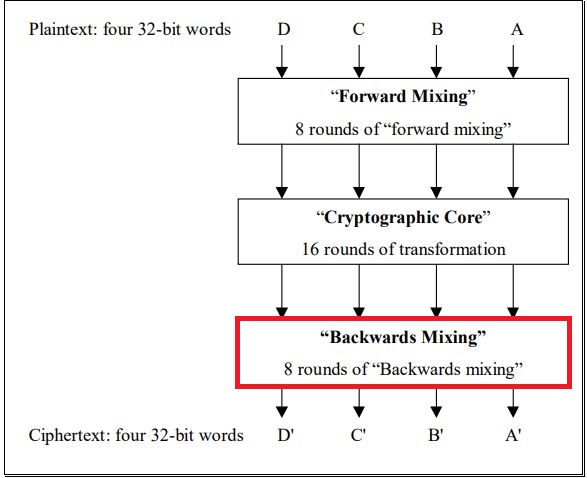 Plaintext: four 32-bit words D C B A
“Forward Mixing”
8 rounds of “forward mixing”
“Cryptographic Core”
16 rounds of transformation
“Backwards Mixing”
8 rounds of “Backwards mixing”
Ciphertext: four 32-bit words D' C' B' A'